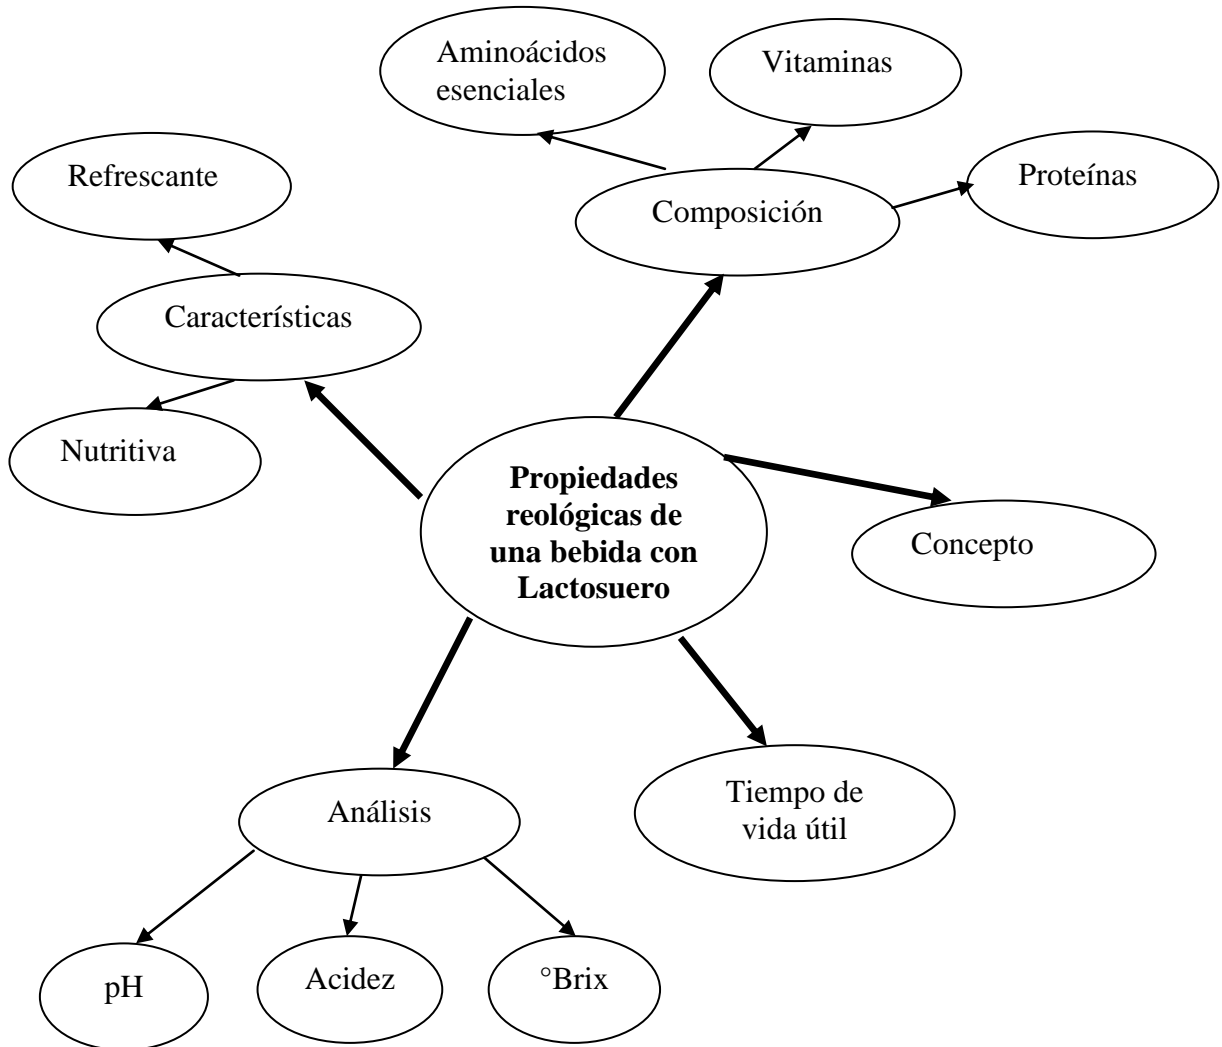 Aminoácidos
esenciales
Vitaminas
Proteínas
Composición
Refrescante
Características
Nutritiva
Propiedades
reológicas de
una bebida con
Lactosuero
Concepto
Tiempo de
vida útil
Análisis
pH
Acidez
°Brix